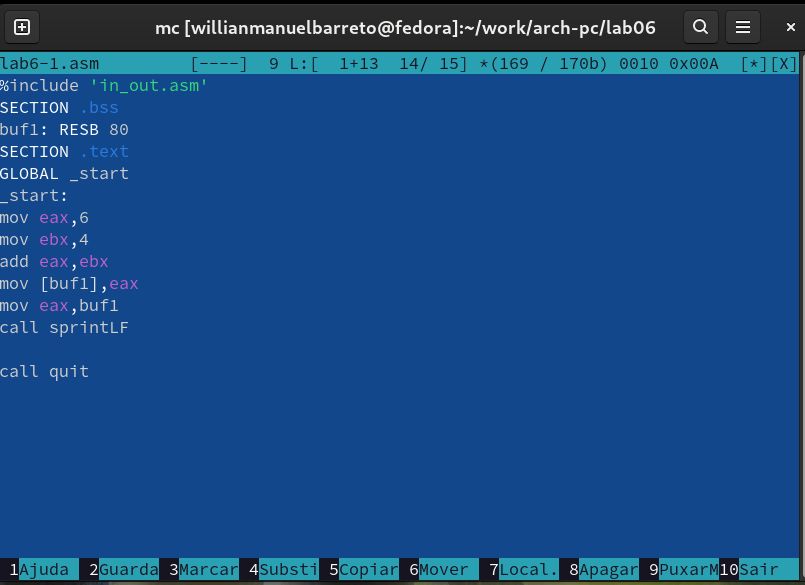 mc [willianmanuelbarreto@fedora]:~/work/arch-pc/lab06
lab6-1.asm [----] 9 L:[ 1+13 14/ 15] *(169 / 170b) 0010 0x00A [*][X]
%include 'in_out.asm'
SECTION .bss
buf1: RESB 80
SECTION .text
GLOBAL _start
_start:
mov eax,6
mov ebx,4
add eax,ebx
mov [buf1],eax
mov eax,buf1
call sprintLF
call quit
1Ajuda 2Guarda 3Marcar 4Substi 5Copiar 6Mover 7Local. 8Apagar 9PuxarM 10Sair